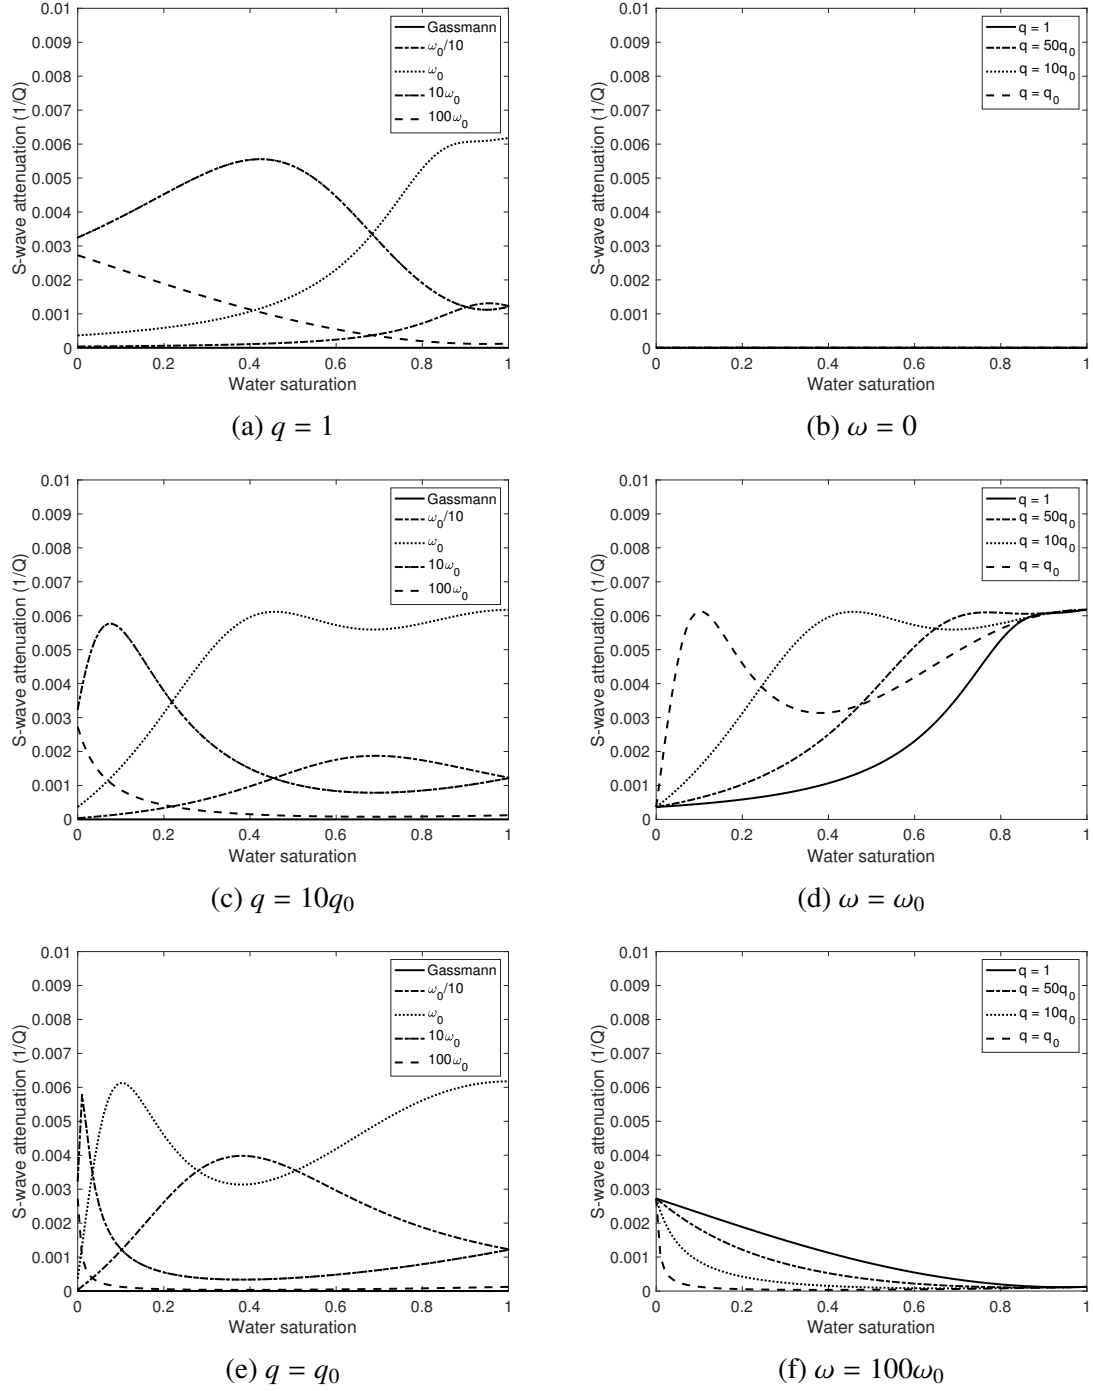 0.01
0.009
0.008
0.007
0.006
0.005
0.004
0.003
0.002
0.001
0
S-wave attenuation (1/Q)
Gassmann
ω₀/10
ω₀
10ω₀
100ω₀
0 0.2 0.4 0.6 0.8 1
Water saturation
(a) q = 1
0.01
0.009
0.008
0.007
0.006
0.005
0.004
0.003
0.002
0.001
0
S-wave attenuation (1/Q)
q = 1
q = 50q₀
q = 10q₀
q = q₀
0 0.2 0.4 0.6 0.8 1
Water saturation
(b) ω = 0
0.01
0.009
0.008
0.007
0.006
0.005
0.004
0.003
0.002
0.001
0
S-wave attenuation (1/Q)
Gassmann
ω₀/10
ω₀
10ω₀
100ω₀
0 0.2 0.4 0.6 0.8 1
Water saturation
(c) q = 10q₀
0.01
0.009
0.008
0.007
0.006
0.005
0.004
0.003
0.002
0.001
0
S-wave attenuation (1/Q)
q = 1
q = 50q₀
q = 10q₀
q = q₀
0 0.2 0.4 0.6 0.8 1
Water saturation
(d) ω = ω₀
0.01
0.009
0.008
0.007
0.006
0.005
0.004
0.003
0.002
0.001
0
S-wave attenuation (1/Q)
Gassmann
ω₀/10
ω₀
10ω₀
100ω₀
0 0.2 0.4 0.6 0.8 1
Water saturation
(e) q = q₀
0.01
0.009
0.008
0.007
0.006
0.005
0.004
0.003
0.002
0.001
0
S-wave attenuation (1/Q)
q = 1
q = 50q₀
q = 10q₀
q = q₀
0 0.2 0.4 0.6 0.8 1
Water saturation
(f) ω = 100ω₀